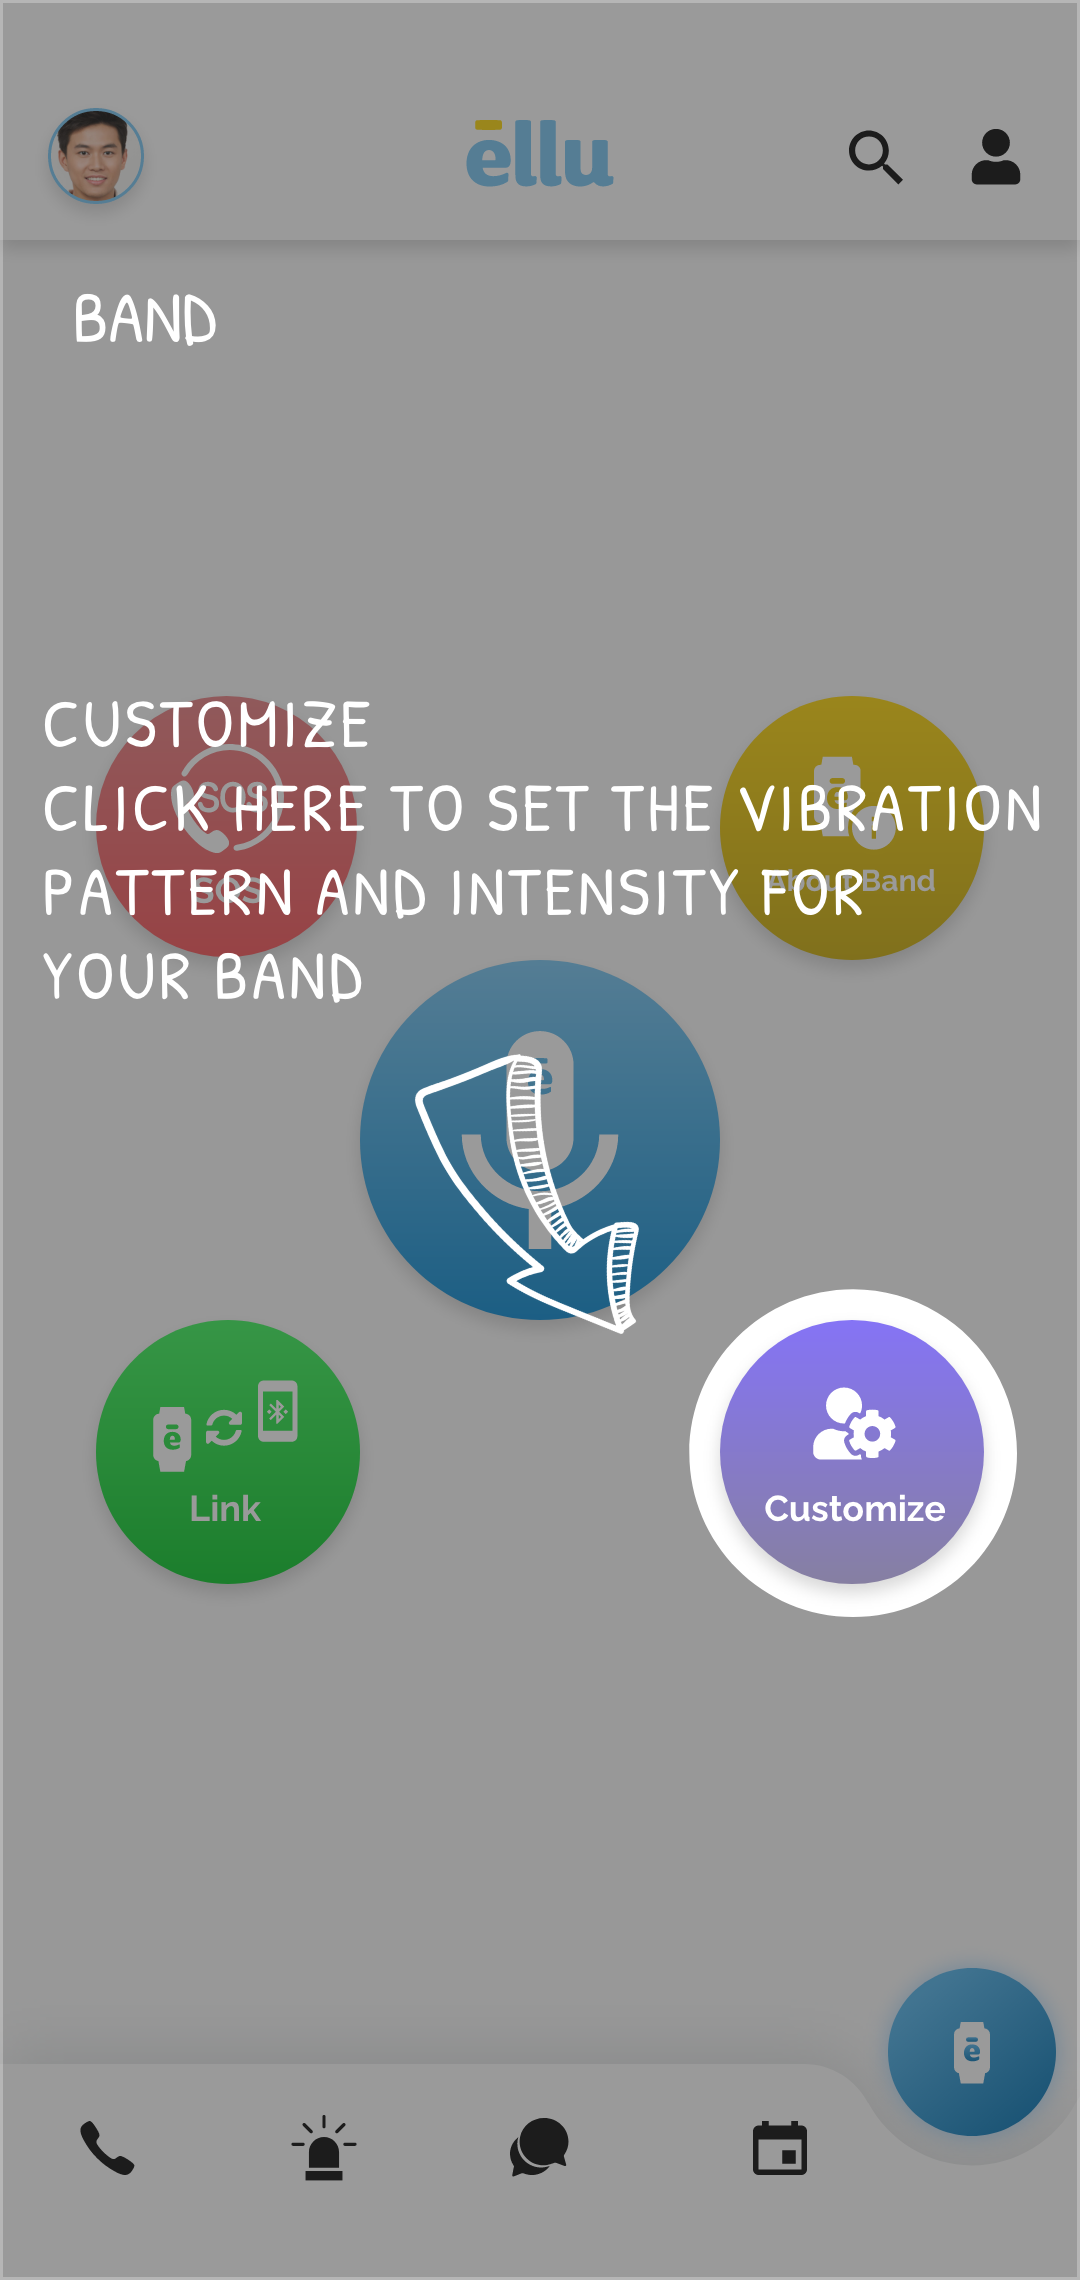 ēllu
BAND
CUSTOMIZE
SOS
CLICK HERE TO SET THE VIBRATION
PATTERN AND INTENSITY FOR
SOS
About Band
YOUR BAND
ē
ē
Link
Customize
ē